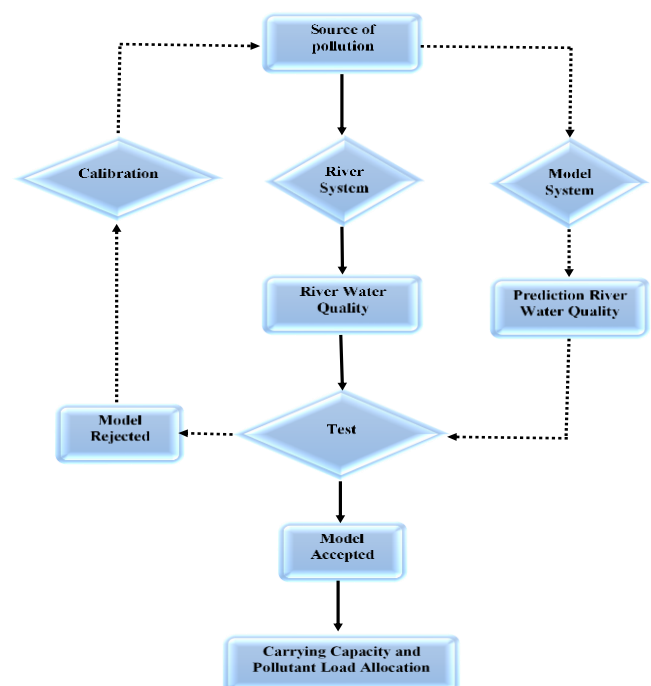 Source of
pollution
Calibration
River
System
Model
System
River Water
Quality
Prediction River
Water Quality
Model
Rejected
Test
Model
Accepted
Carrying Capacity and
Pollutant Load Allocation